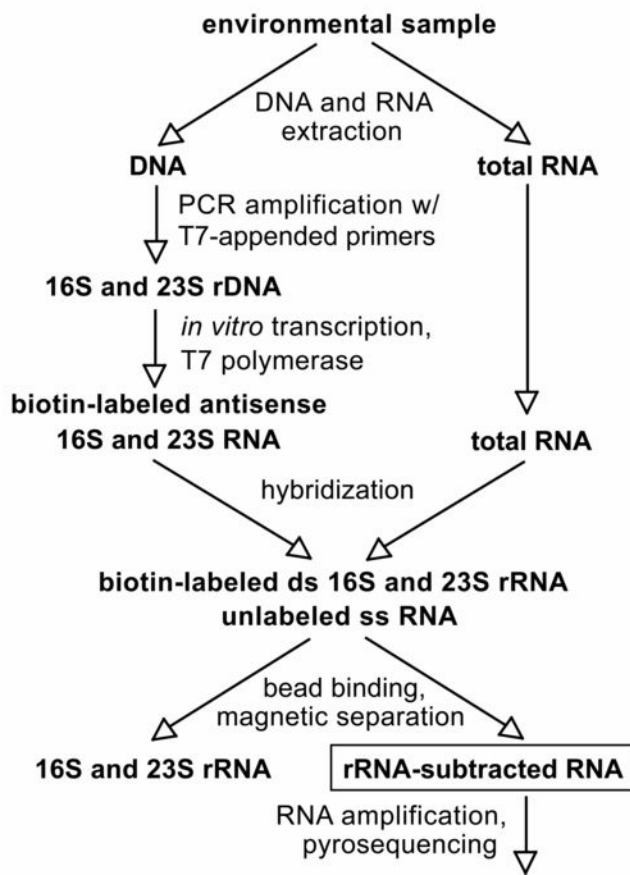 environmental sample
DNA and RNA
extraction
DNA
total RNA
PCR amplification w/
T7-appended primers
16S and 23S rDNA
in vitro transcription,
T7 polymerase
biotin-labeled antisense
16S and 23S RNA
total RNA
hybridization
biotin-labeled ds 16S and 23S rRNA
unlabeled ss RNA
bead binding,
magnetic separation
16S and 23S rRNA
rRNA-subtracted RNA
RNA amplification,
pyrosequencing